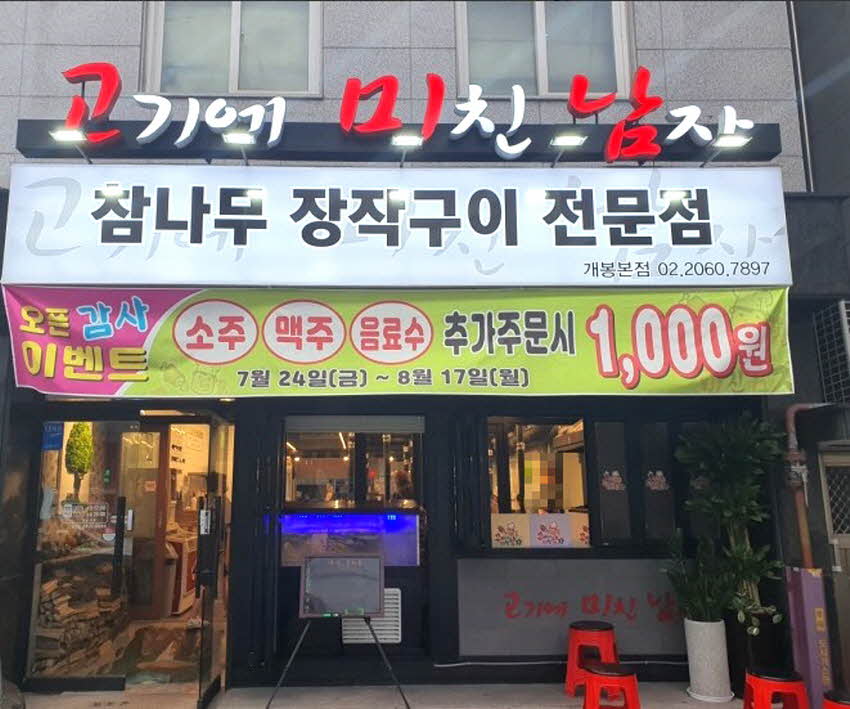 고기에 미친 남자
참나무 장작구이 전문점
개봉본점 02.2060.7897
오픈 감사
이벤트
소주 맥주 음료수 추가주문시 1,000원
7월 24일(금) ~ 8월 17일(월)
고기에 미친 남